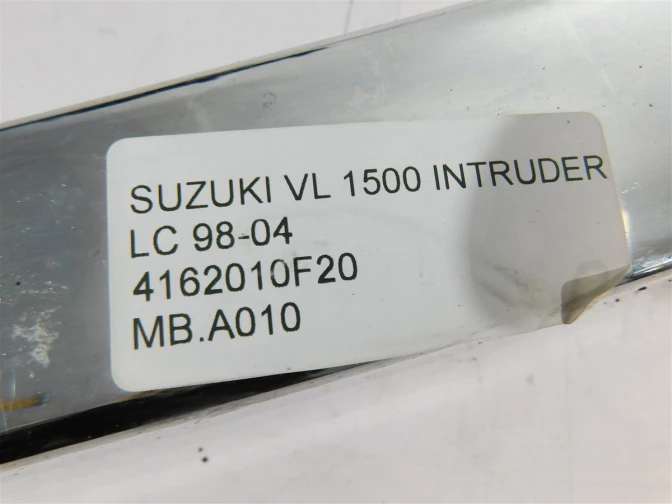 SUZUKI VL 1500 INTRUDER
LC 98-04
4162010F20
MB.A010